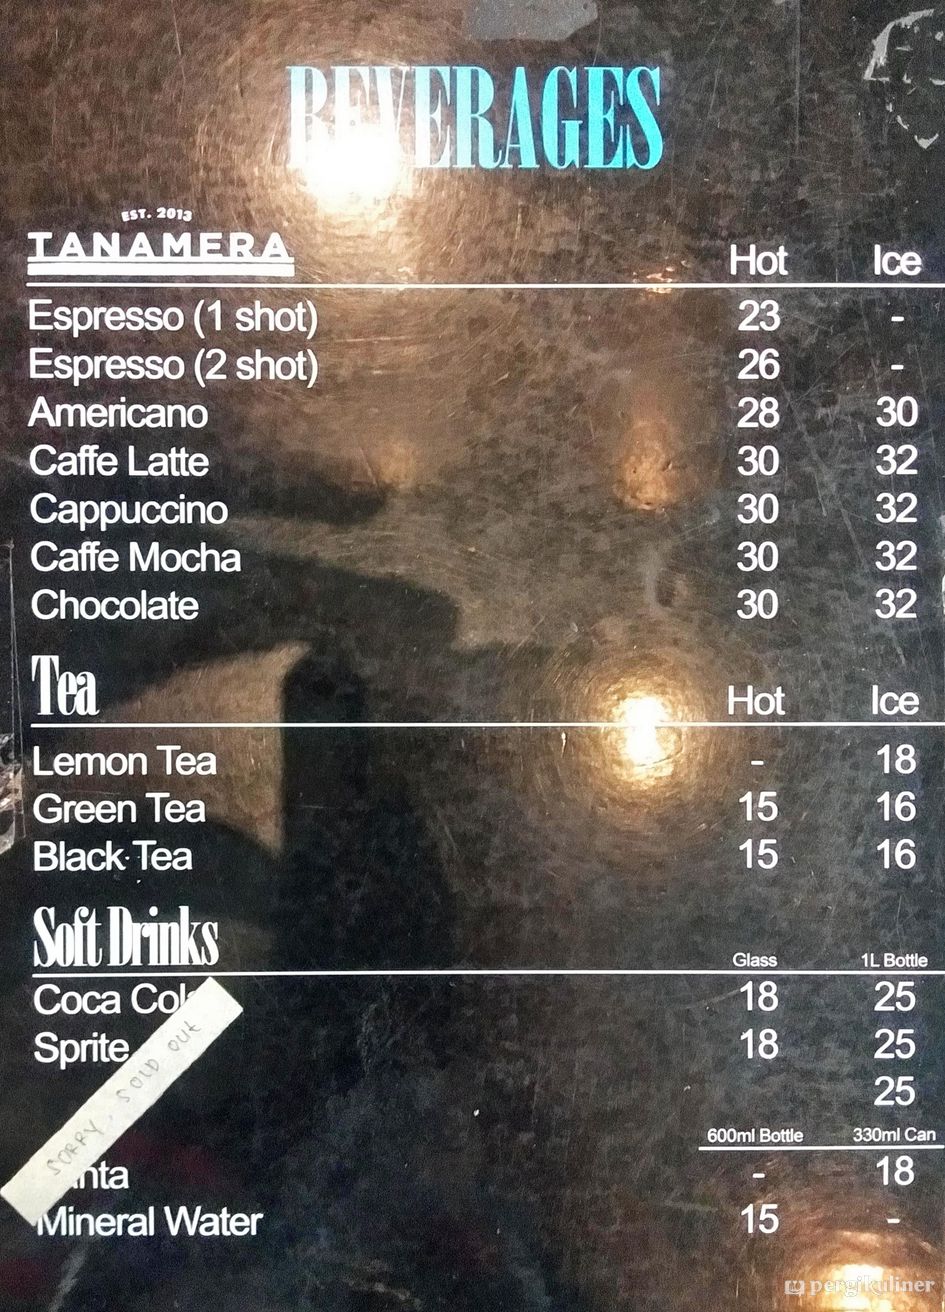 BEVERAGES
EST. 2013
TANAMERA Hot Ice
Espresso (1 shot) 23 -
Espresso (2 shot) 26 -
Americano 28 30
Caffe Latte 30 32
Cappuccino 30 32
Caffe Mocha 30 32
Chocolate 30 32
Tea Hot Ice
Lemon Tea - 18
Green Tea 15 16
Black Tea 15 16
Soft Drinks Glass 1L Bottle
Coca Col 18 25
Sprite 18 25
25
SORRY, SOLD OUT
600ml Bottle 330ml Can
nta - 18
Mineral Water 15 -
pergikuliner